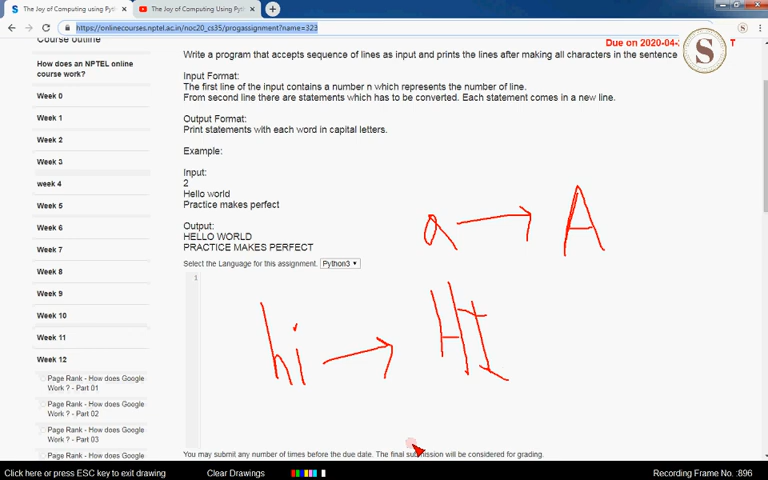 The Joy of Computing using Pyt
The Joy of Computing Using Pyt
https://onlinecourses.nptel.ac.in/noc20_cs35/progassignment?name=323
Course outline
How does an NPTEL online
course work?
Week 0
Week 1
Week 2
Week 3
week 4
Week 5
Week 6
Week 7
Week 8
Week 9
Week 10
Week 11
Week 12
Page Rank - How does Google
Work ? - Part 01
Page Rank - How does Google
Work ? - Part 02
Page Rank - How does Google
Work ? - Part 03
Page Rank - How does Google
Due on 2020-04-
T
S
Write a program that accepts sequence of lines as input and prints the lines after making all characters in the sentence
Input Format:
The first line of the input contains a number n which represents the number of line.
From second line there are statements which has to be converted. Each statement comes in a new line.
Output Format:
Print statements with each word in capital letters.
Example:
Input:
2
Hello world
Practice makes perfect
Output:
HELLO WORLD
PRACTICE MAKES PERFECT
Select the Language for this assignment. Python3
1
a → A
hi → HI
You may submit any number of times before the due date. The final submission will be considered for grading.
Click here or press ESC key to exit drawing
Clear Drawings
Recording Frame No. :896